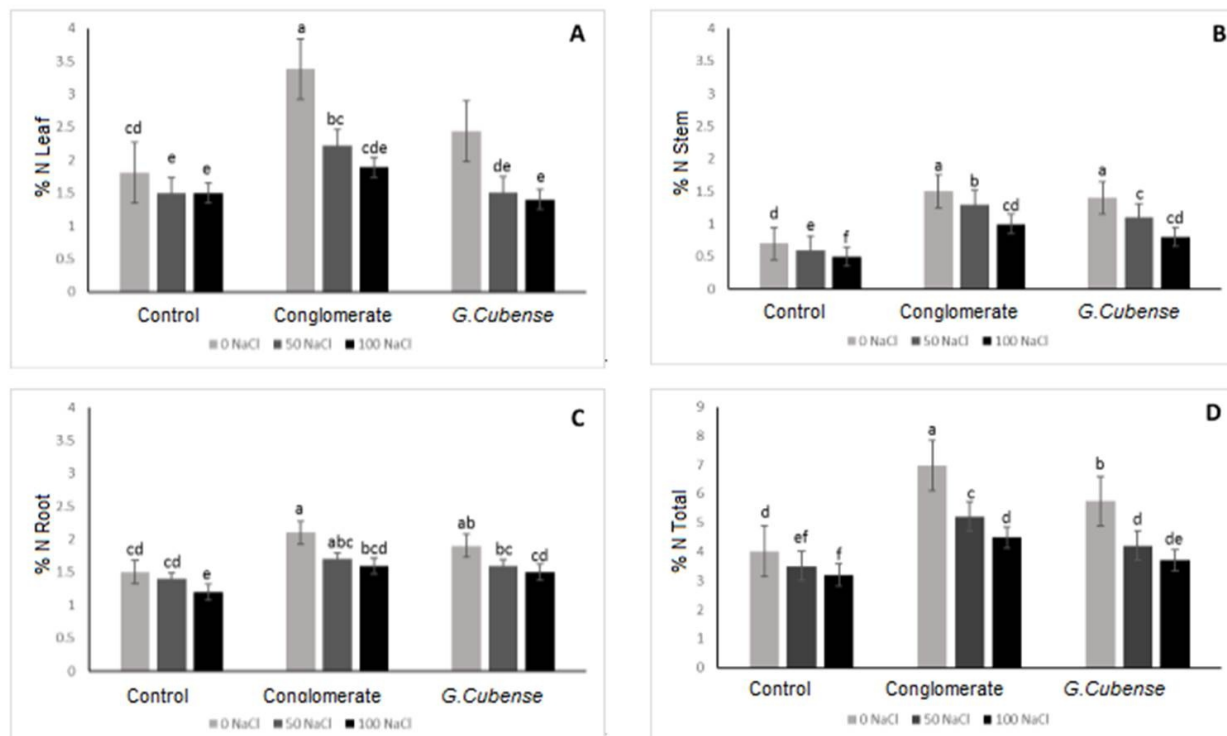 A
% N Leaf
4
3.5
3
2.5
2
1.5
1
0.5
0
cd
e
e
a
bc
cde
de
e
Control Conglomerate G.Cubense
0 NaCl 50 NaCl 100 NaCl
B
% N Stem
4
3.5
3
2.5
2
1.5
1
0.5
0
d
e
f
a
b
cd
a
c
cd
Control Conglomerate G.Cubense
0 NaCl 50 NaCl 100 NaCl
C
% N Root
4
3.5
3
2.5
2
1.5
1
0.5
0
cd
cd
e
a
abc
bcd
ab
bc
cd
Control Conglomerate G.Cubense
0 NaCl 50 NaCl 100 NaCl
D
% N Total
9
8
7
6
5
4
3
2
1
0
d
ef
f
a
c
d
b
d
de
Control Conglomerate G.Cubense
0 NaCl 50 NaCl 100 NaCl